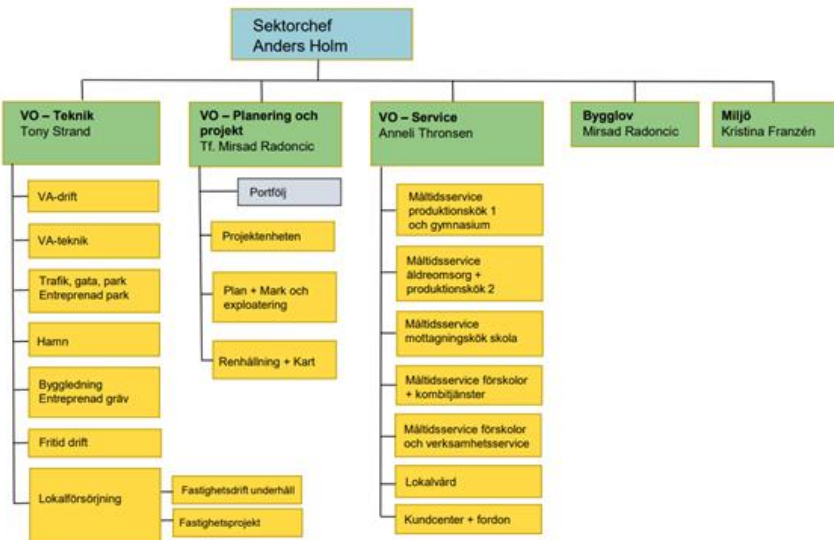 Sektorchef
Anders Holm
VO – Teknik
Tony Strand
VO – Planering och
projekt
Tf. Mirsad Radoncic
VO – Service
Anneli Thronsen
Bygglov
Mirsad Radoncic
Miljö
Kristina Franzén
VA-drift
VA-teknik
Trafik, gata, park
Entreprenad park
Hamn
Byggledning
Entreprenad gräv
Fritid drift
Lokalförsörjning
Fastighetsdrift underhåll
Fastighetsprojekt
Portfölj
Projektenheten
Plan + Mark och
exploatering
Renhållning + Kart
Måltidsservice
produktionskök 1
och gymnasium
Måltidsservice
äldreomsorg +
produktionskök 2
Måltidsservice
mottagningskök skola
Måltidsservice förskolor
+ kombitjänster
Måltidsservice förskolor
och verksamhetsservice
Lokalvård
Kundcenter + fordon